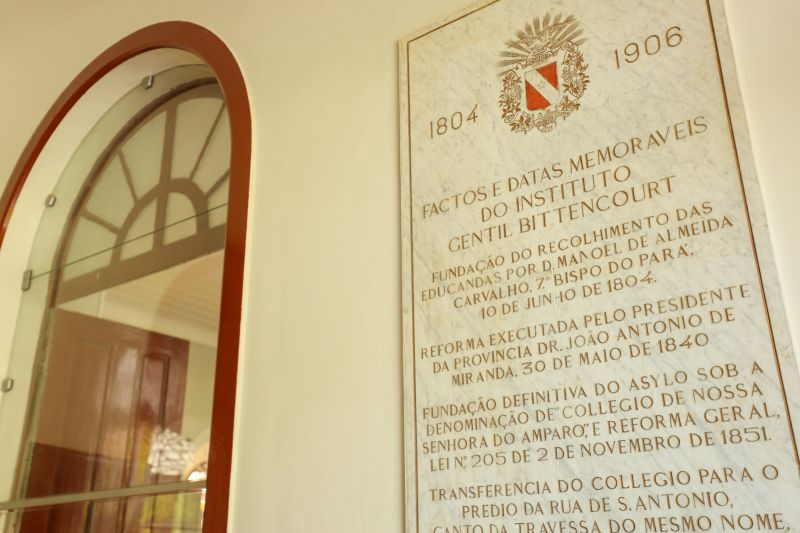 1804
1906
FACTOS E DATAS MEMORAVEIS
DO INSTITUTO
GENTIL BITTENCOURT
FUNDAÇÃO DO RECOLHIMENTO DAS
EDUCANDAS POR D. MANOEL DE ALMEIDA
CARVALHO, 7.º BISPO DO PARÁ,
10 DE JUNHO DE 1804.
REFORMA EXECUTADA PELO PRESIDENTE
DA PROVINCIA DR. JOÃO ANTONIO DE
MIRANDA, 30 DE MAIO DE 1840
FUNDAÇÃO DEFINITIVA DO ASYLO SOB A
DENOMINAÇÃO DE "COLLEGIO DE NOSSA
SENHORA DO AMPARO", E REFORMA GERAL,
LEI N.º 205 DE 2 DE NOVEMBRO DE 1851.
TRANSFERENCIA DO COLLEGIO PARA O
PREDIO DA RUA DE S. ANTONIO,
CANTO DA TRAVESSA DO MESMO NOME,